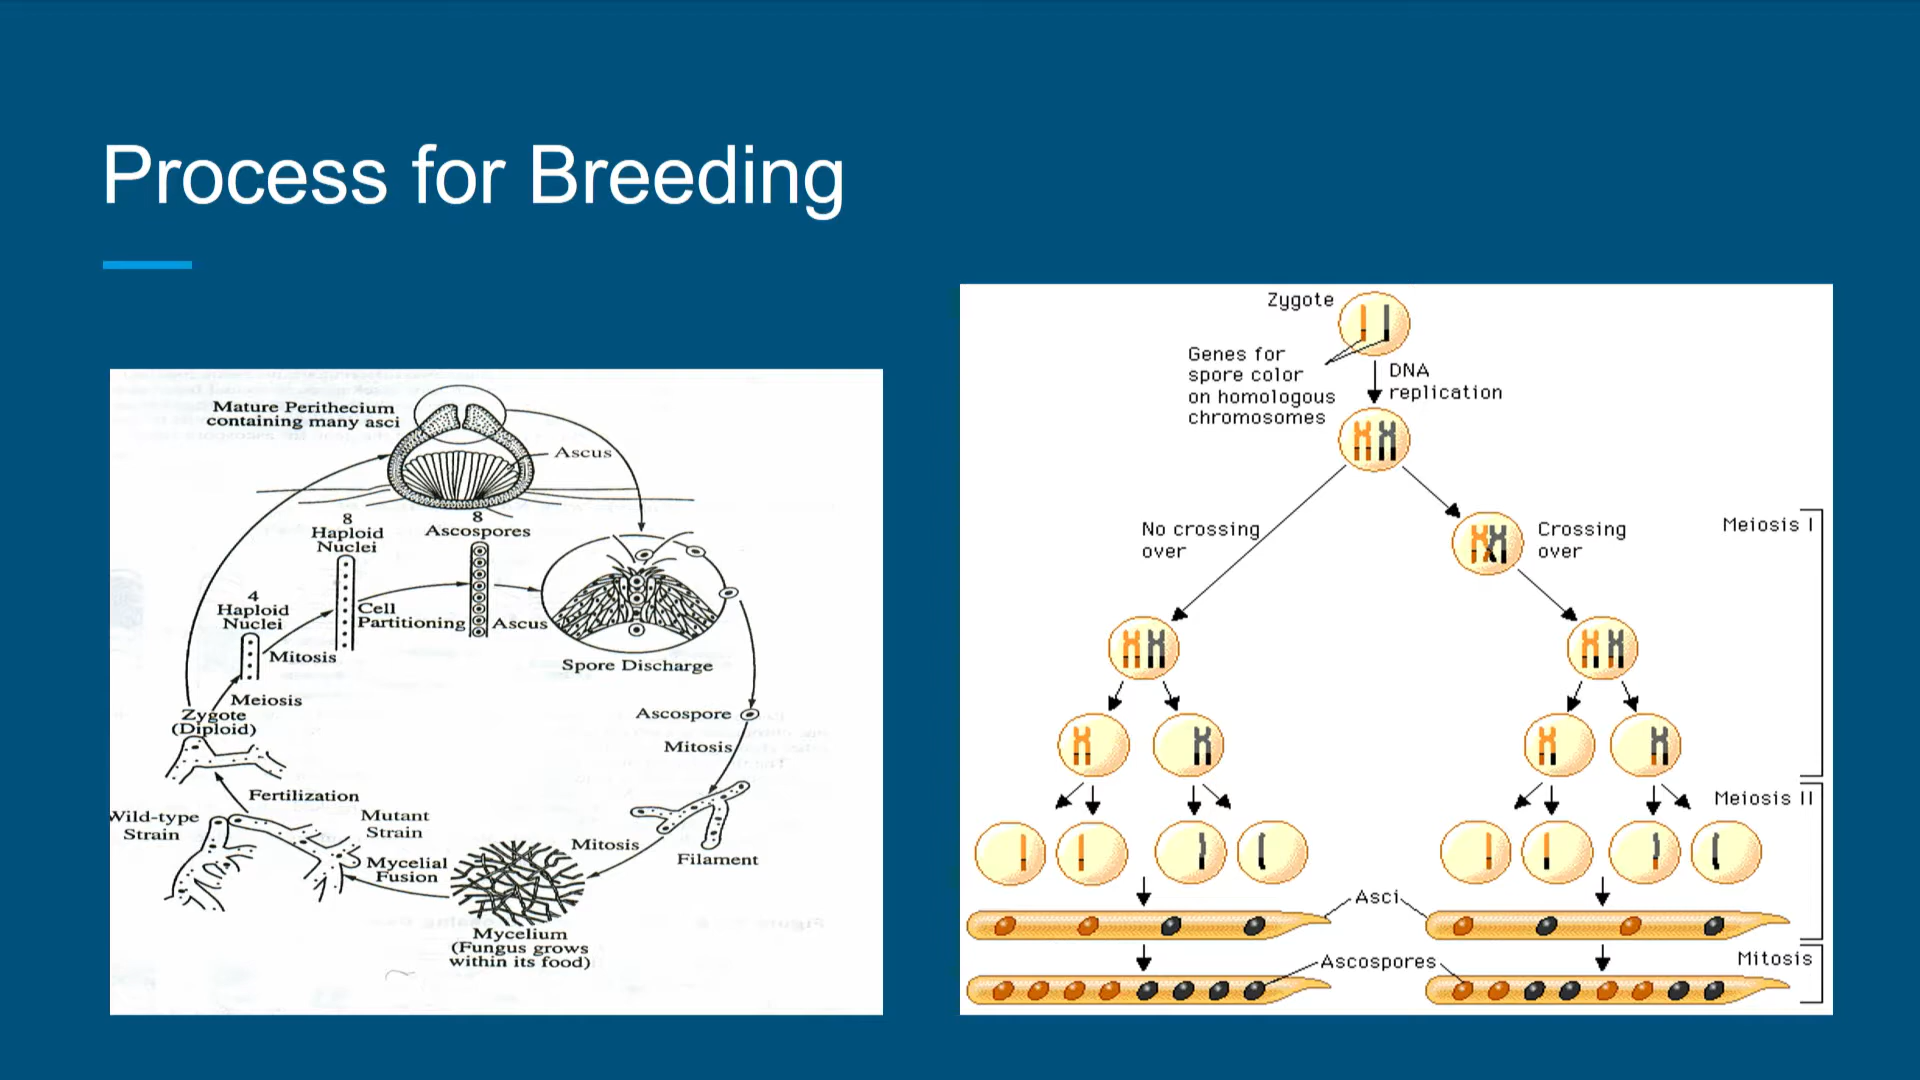 Process for Breeding
Mature Perithecium
containing many asci
Ascus
8
Haploid
Nuclei
8
Ascospores
4
Haploid
Nuclei
Cell
Partitioning
Ascus
Mitosis
Spore Discharge
Meiosis
Zygote
(Diploid)
Ascospore
Mitosis
Fertilization
Wild-type
Strain
Mutant
Strain
Mycelial
Fusion
Mitosis
Filament
Mycelium
(Fungus grows
within its food)
Zygote
Genes for
spore color
on homologous
chromosomes
DNA
replication
No crossing
over
Crossing
over
Meiosis I
Meiosis II
Asci
Ascospores
Mitosis